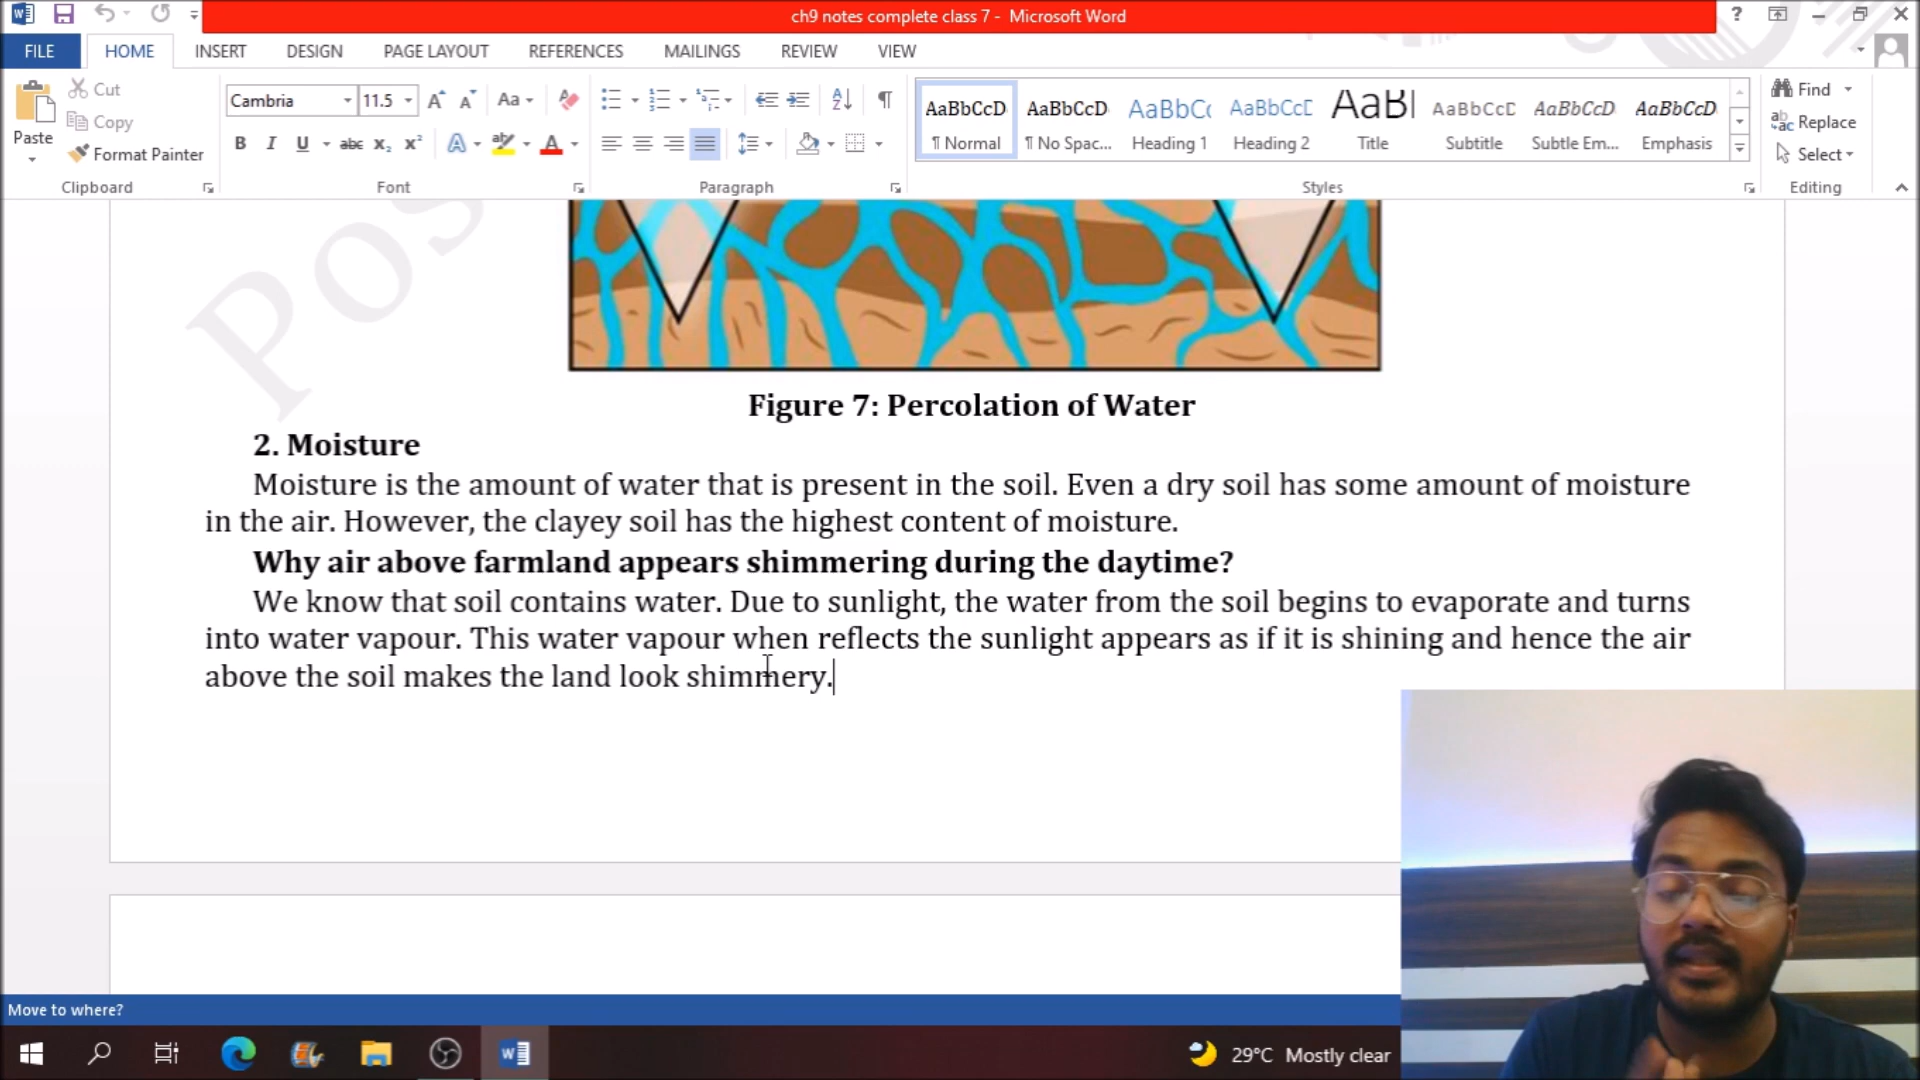 ch9 notes complete class 7 - Microsoft Word
?
FILE HOME INSERT DESIGN PAGE LAYOUT REFERENCES MAILINGS REVIEW VIEW
Paste
Cut
Copy
Format Painter
Clipboard
Cambria 11.5
Font
Paragraph
AaBbCcD AaBbCcD AaBbC AaBbCcD AaBl AaBbCcD AaBbCcD AaBbCcD
¶ Normal ¶ No Spac... Heading 1 Heading 2 Title Subtitle Subtle Em... Emphasis
Styles
Find
Replace
Select
Editing
Pos
Figure 7: Percolation of Water
2. Moisture
Moisture is the amount of water that is present in the soil. Even a dry soil has some amount of moisture
in the air. However, the clayey soil has the highest content of moisture.
Why air above farmland appears shimmering during the daytime?
We know that soil contains water. Due to sunlight, the water from the soil begins to evaporate and turns
into water vapour. This water vapour when reflects the sunlight appears as if it is shining and hence the air
above the soil makes the land look shimmery.
Move to where?
29°C Mostly clear